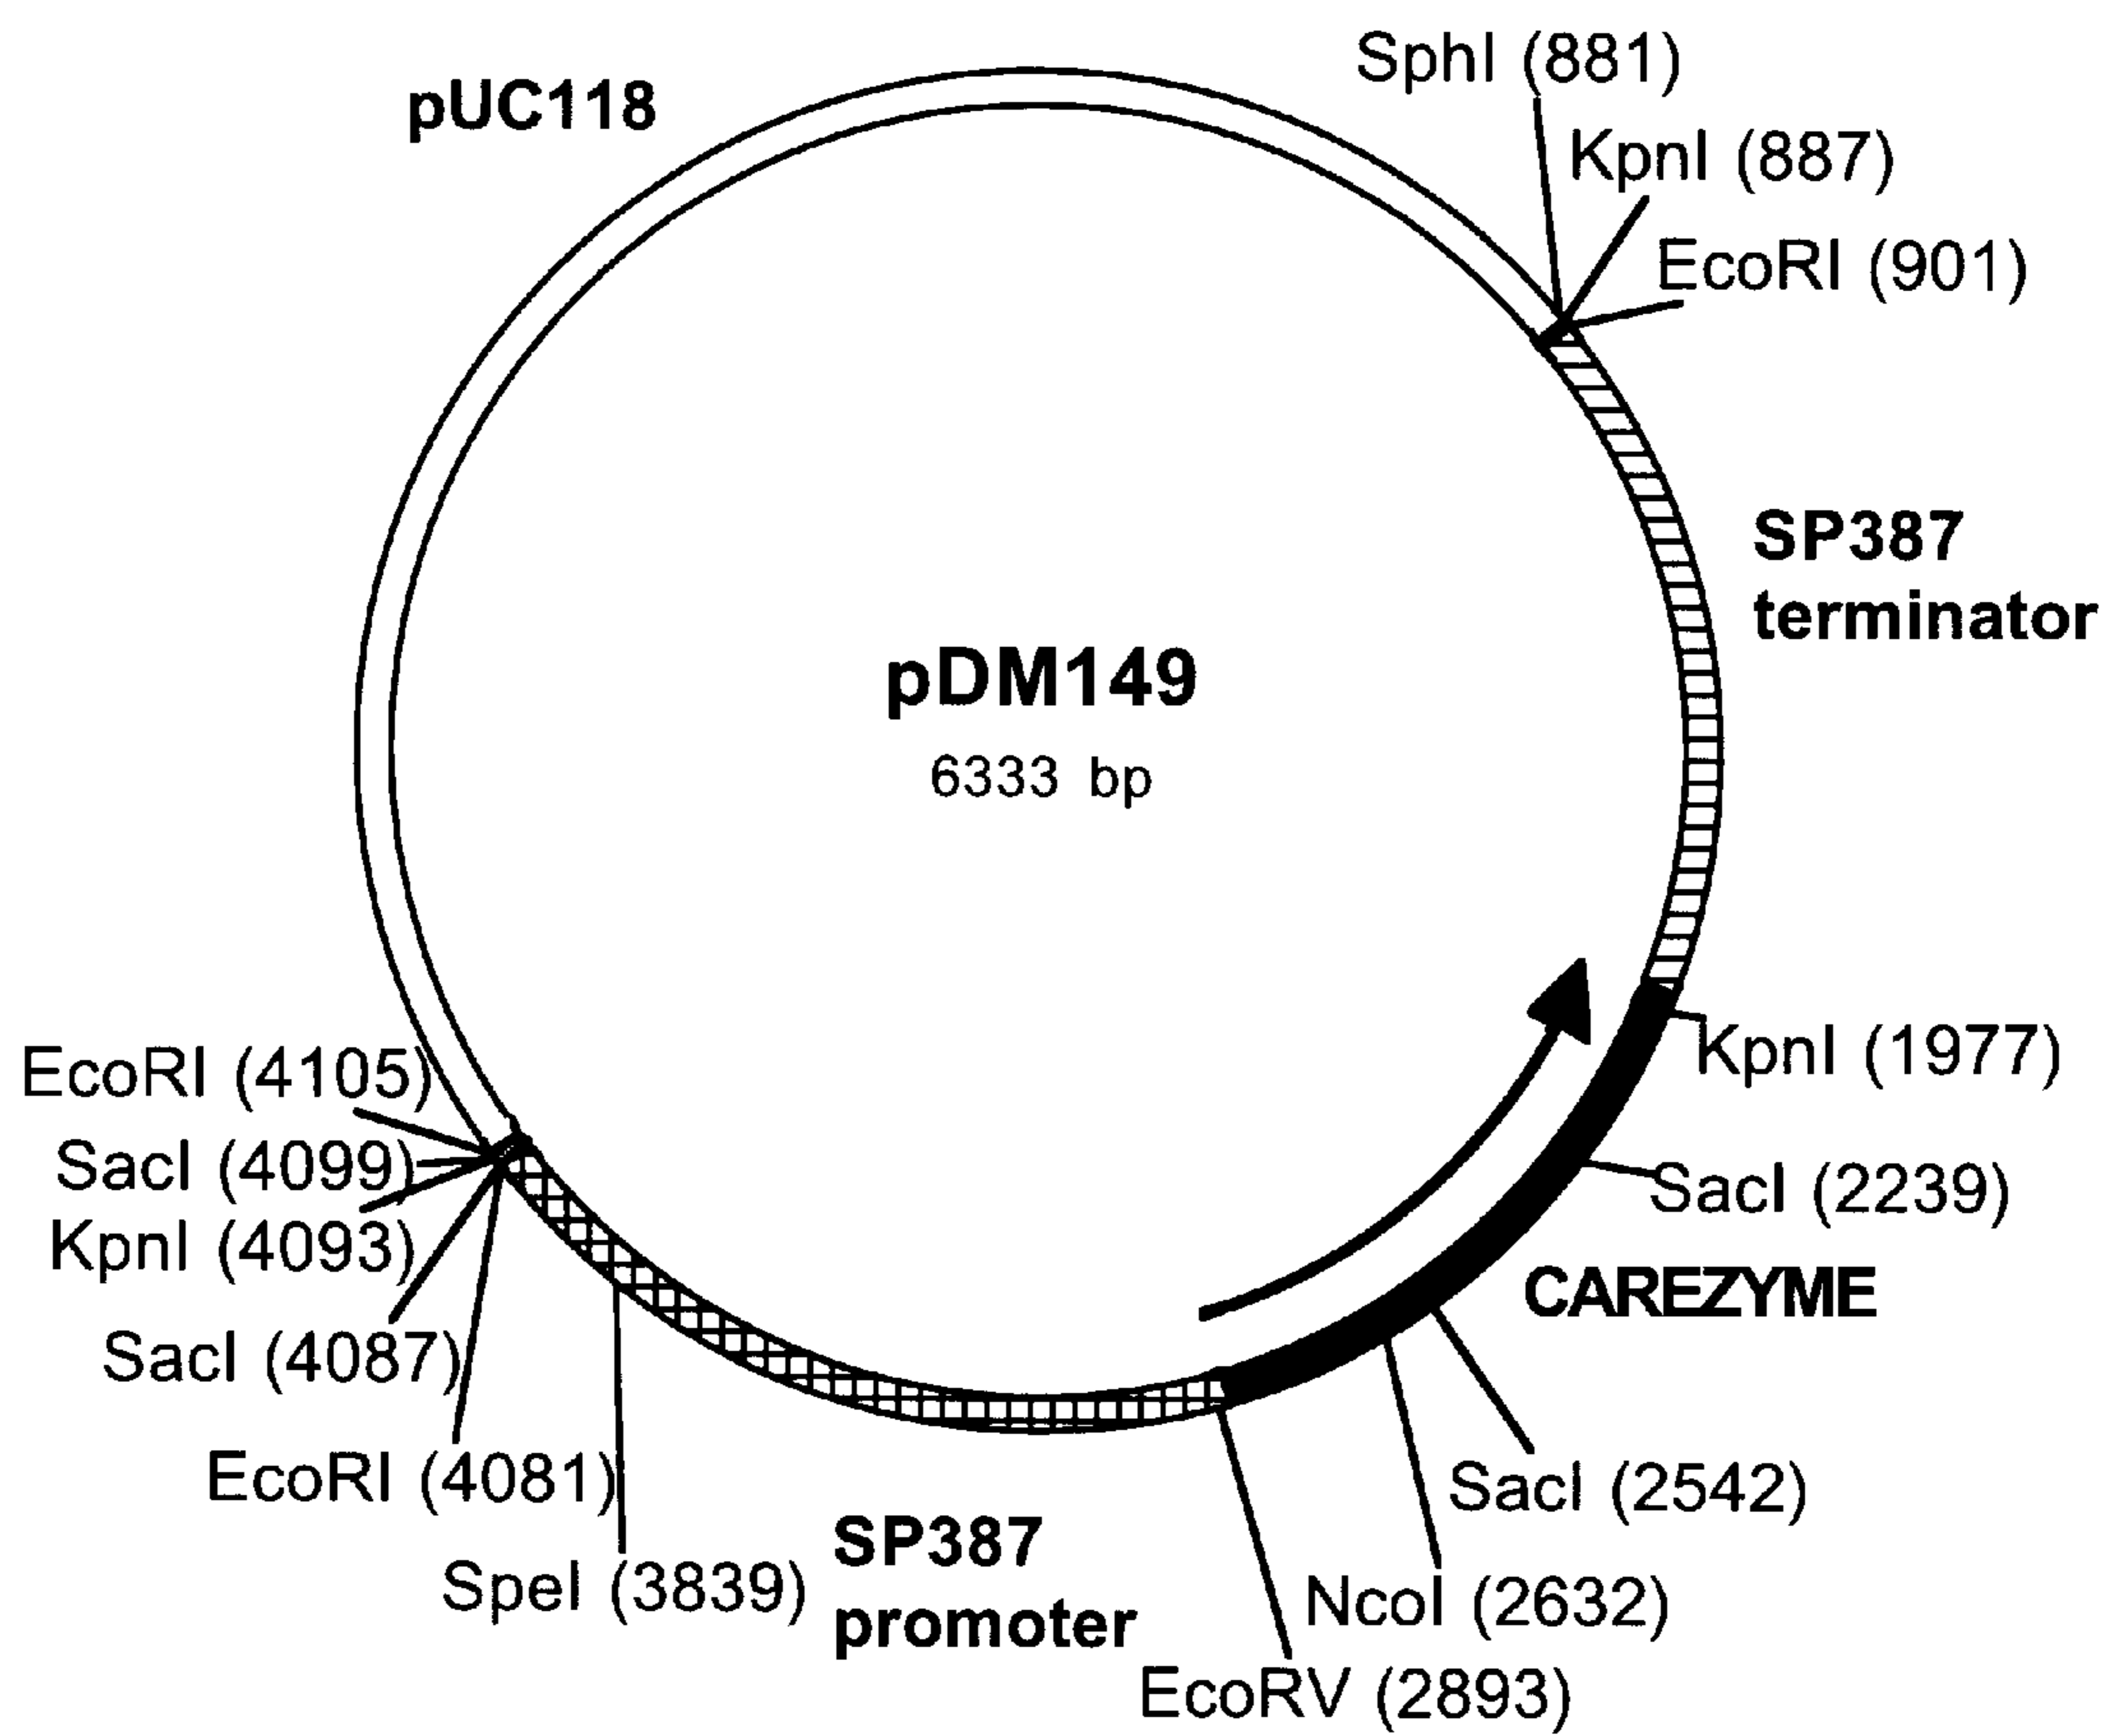 pUC118
SphI (881)
KpnI (887)
EcoRI (901)
SP387
terminator
pDM149
6333 bp
KpnI (1977)
SacI (2239)
CAREZYME
SacI (2542)
NcoI (2632)
EcoRV (2893)
SP387
promoter
SpeI (3839)
EcoRI (4081)
SacI (4087)
KpnI (4093)
SacI (4099)
EcoRI (4105)